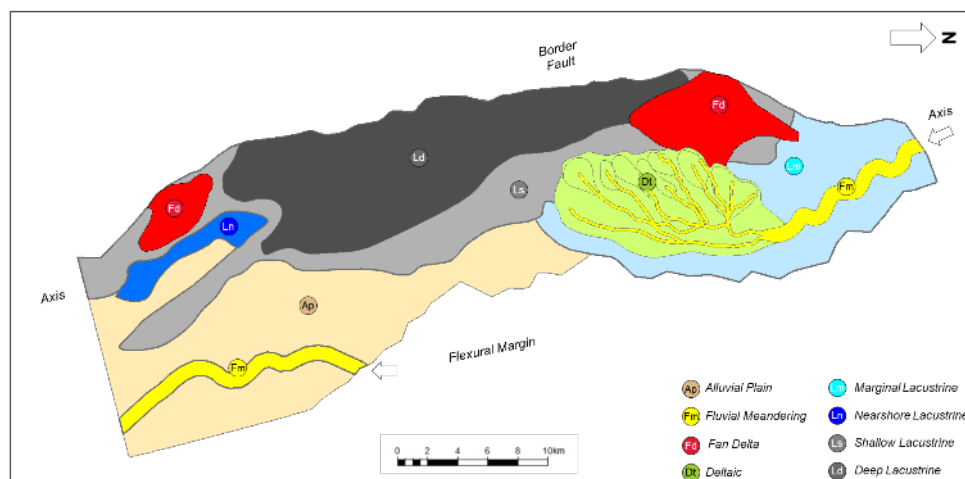 N
Border
Fault
Axis
Fd
Ld
Lm
Dt
Fm
Ls
Fd
Ln
Axis
Ap
Flexural Margin
Fm
Ap Alluvial Plain
Fm Fluvial Meandering
Fd Fan Delta
Dt Deltaic
Lm Marginal Lacustrine
Ln Nearshore Lacustrine
Ls Shallow Lacustrine
Ld Deep Lacustrine
0 2 4 6 8 10km